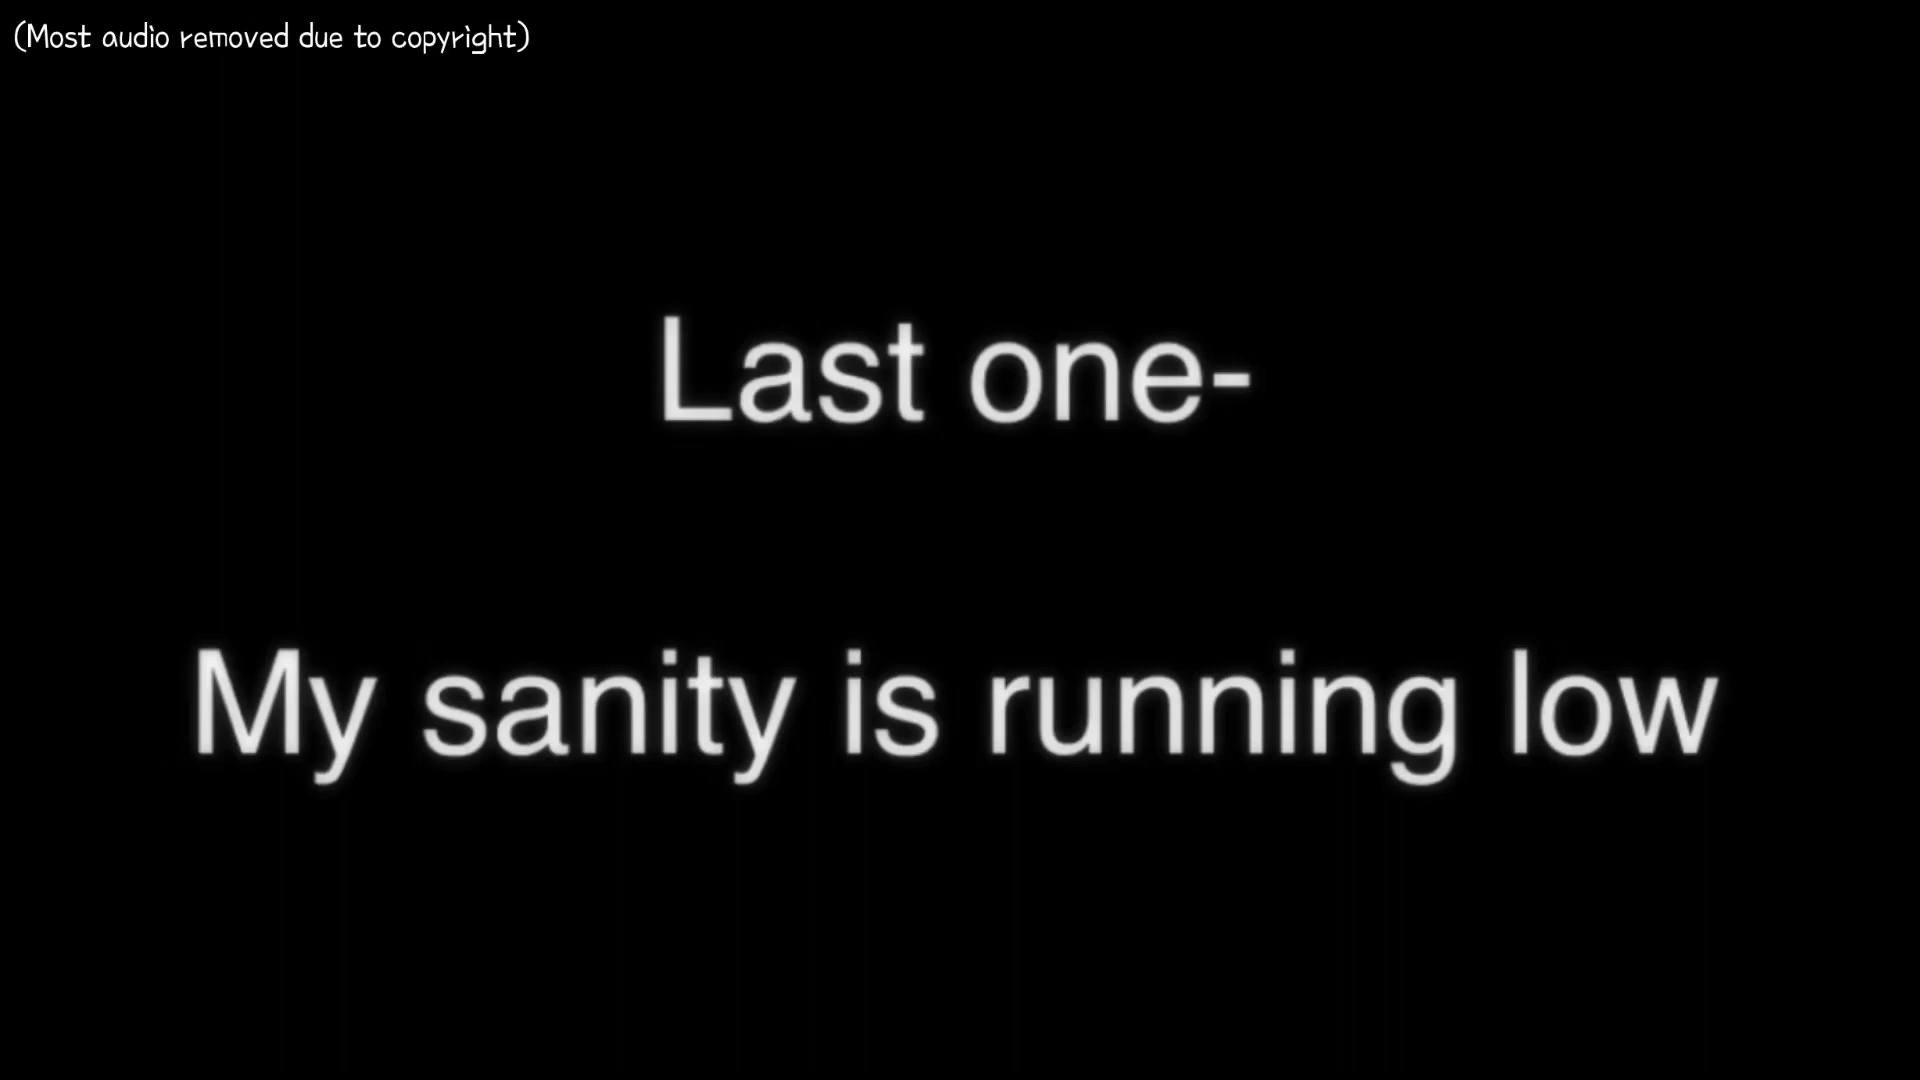 (Most audio removed due to copyright)
Last one-
My sanity is running low